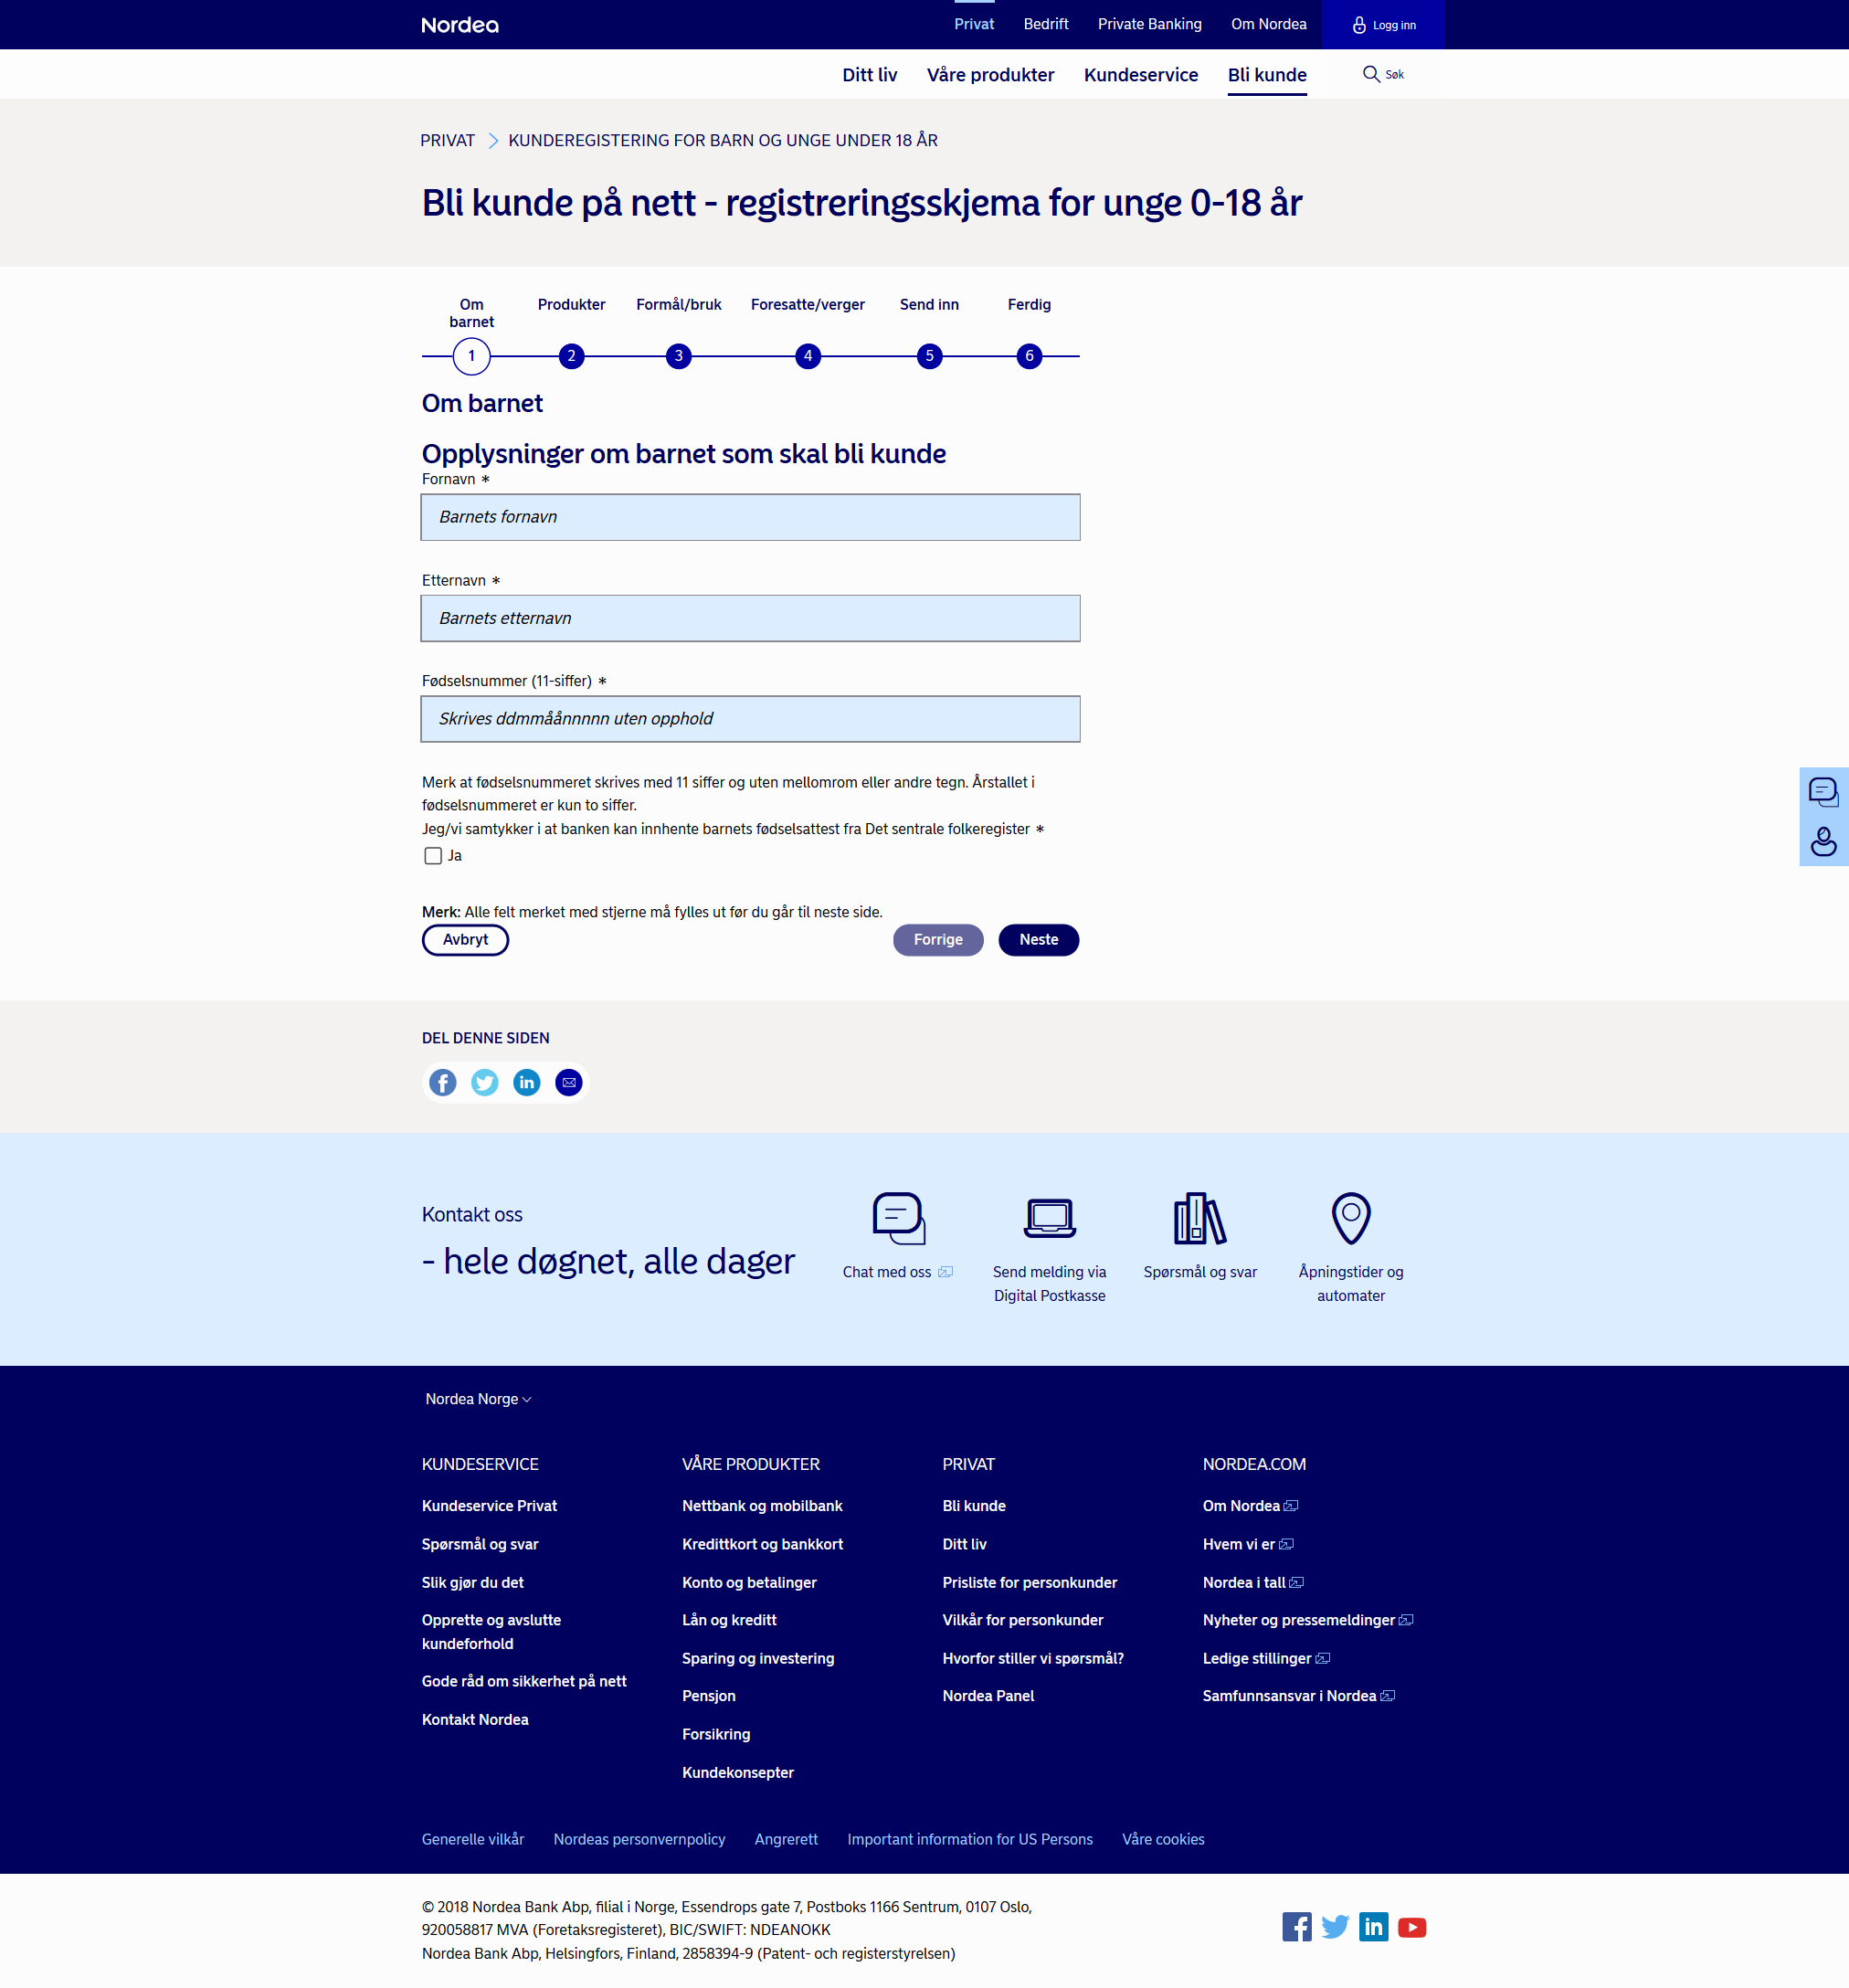 Nordea
Privat Bedrift Private Banking Om Nordea Logg inn
Ditt liv Våre produkter Kundeservice Bli kunde Søk
PRIVAT KUNDEREGISTERING FOR BARN OG UNGE UNDER 18 ÅR
Bli kunde på nett - registreringsskjema for unge 0-18 år
Om barnet Produkter Formål/bruk Foresatte/verger Send inn Ferdig
1 2 3 4 5 6
Om barnet
Opplysninger om barnet som skal bli kunde
Fornavn *
Barnets fornavn
Etternavn *
Barnets etternavn
Fødselsnummer (11-siffer) *
Skrives ddmmåånnnnn uten opphold
Merk at fødselsnummeret skrives med 11 siffer og uten mellomrom eller andre tegn. Årstallet i
fødselsnummeret er kun to siffer.
Jeg/vi samtykker i at banken kan innhente barnets fødselsattest fra Det sentrale folkeregister *
Ja
Merk: Alle felt merket med stjerne må fylles ut før du går til neste side.
Avbryt Forrige Neste
DEL DENNE SIDEN
Kontakt oss
- hele døgnet, alle dager
Chat med oss
Send melding via
Digital Postkasse
Spørsmål og svar
Åpningstider og
automater
Nordea Norge
KUNDESERVICE
Kundeservice Privat
Spørsmål og svar
Slik gjør du det
Opprette og avslutte
kundeforhold
Gode råd om sikkerhet på nett
Kontakt Nordea
VÅRE PRODUKTER
Nettbank og mobilbank
Kredittkort og bankkort
Konto og betalinger
Lån og kreditt
Sparing og investering
Pensjon
Forsikring
Kundekonsepter
PRIVAT
Bli kunde
Ditt liv
Prisliste for personkunder
Vilkår for personkunder
Hvorfor stiller vi spørsmål?
Nordea Panel
NORDEA.COM
Om Nordea
Hvem vi er
Nordea i tall
Nyheter og pressemeldinger
Ledige stillinger
Samfunnsansvar i Nordea
Generelle vilkår Nordeas personvernpolicy Angrerett Important information for US Persons Våre cookies
© 2018 Nordea Bank Abp, filial i Norge, Essendrops gate 7, Postboks 1166 Sentrum, 0107 Oslo,
920058817 MVA (Foretaksregisteret), BIC/SWIFT: NDEANOKK
Nordea Bank Abp, Helsingfors, Finland, 2858394-9 (Patent- och registerstyrelsen)